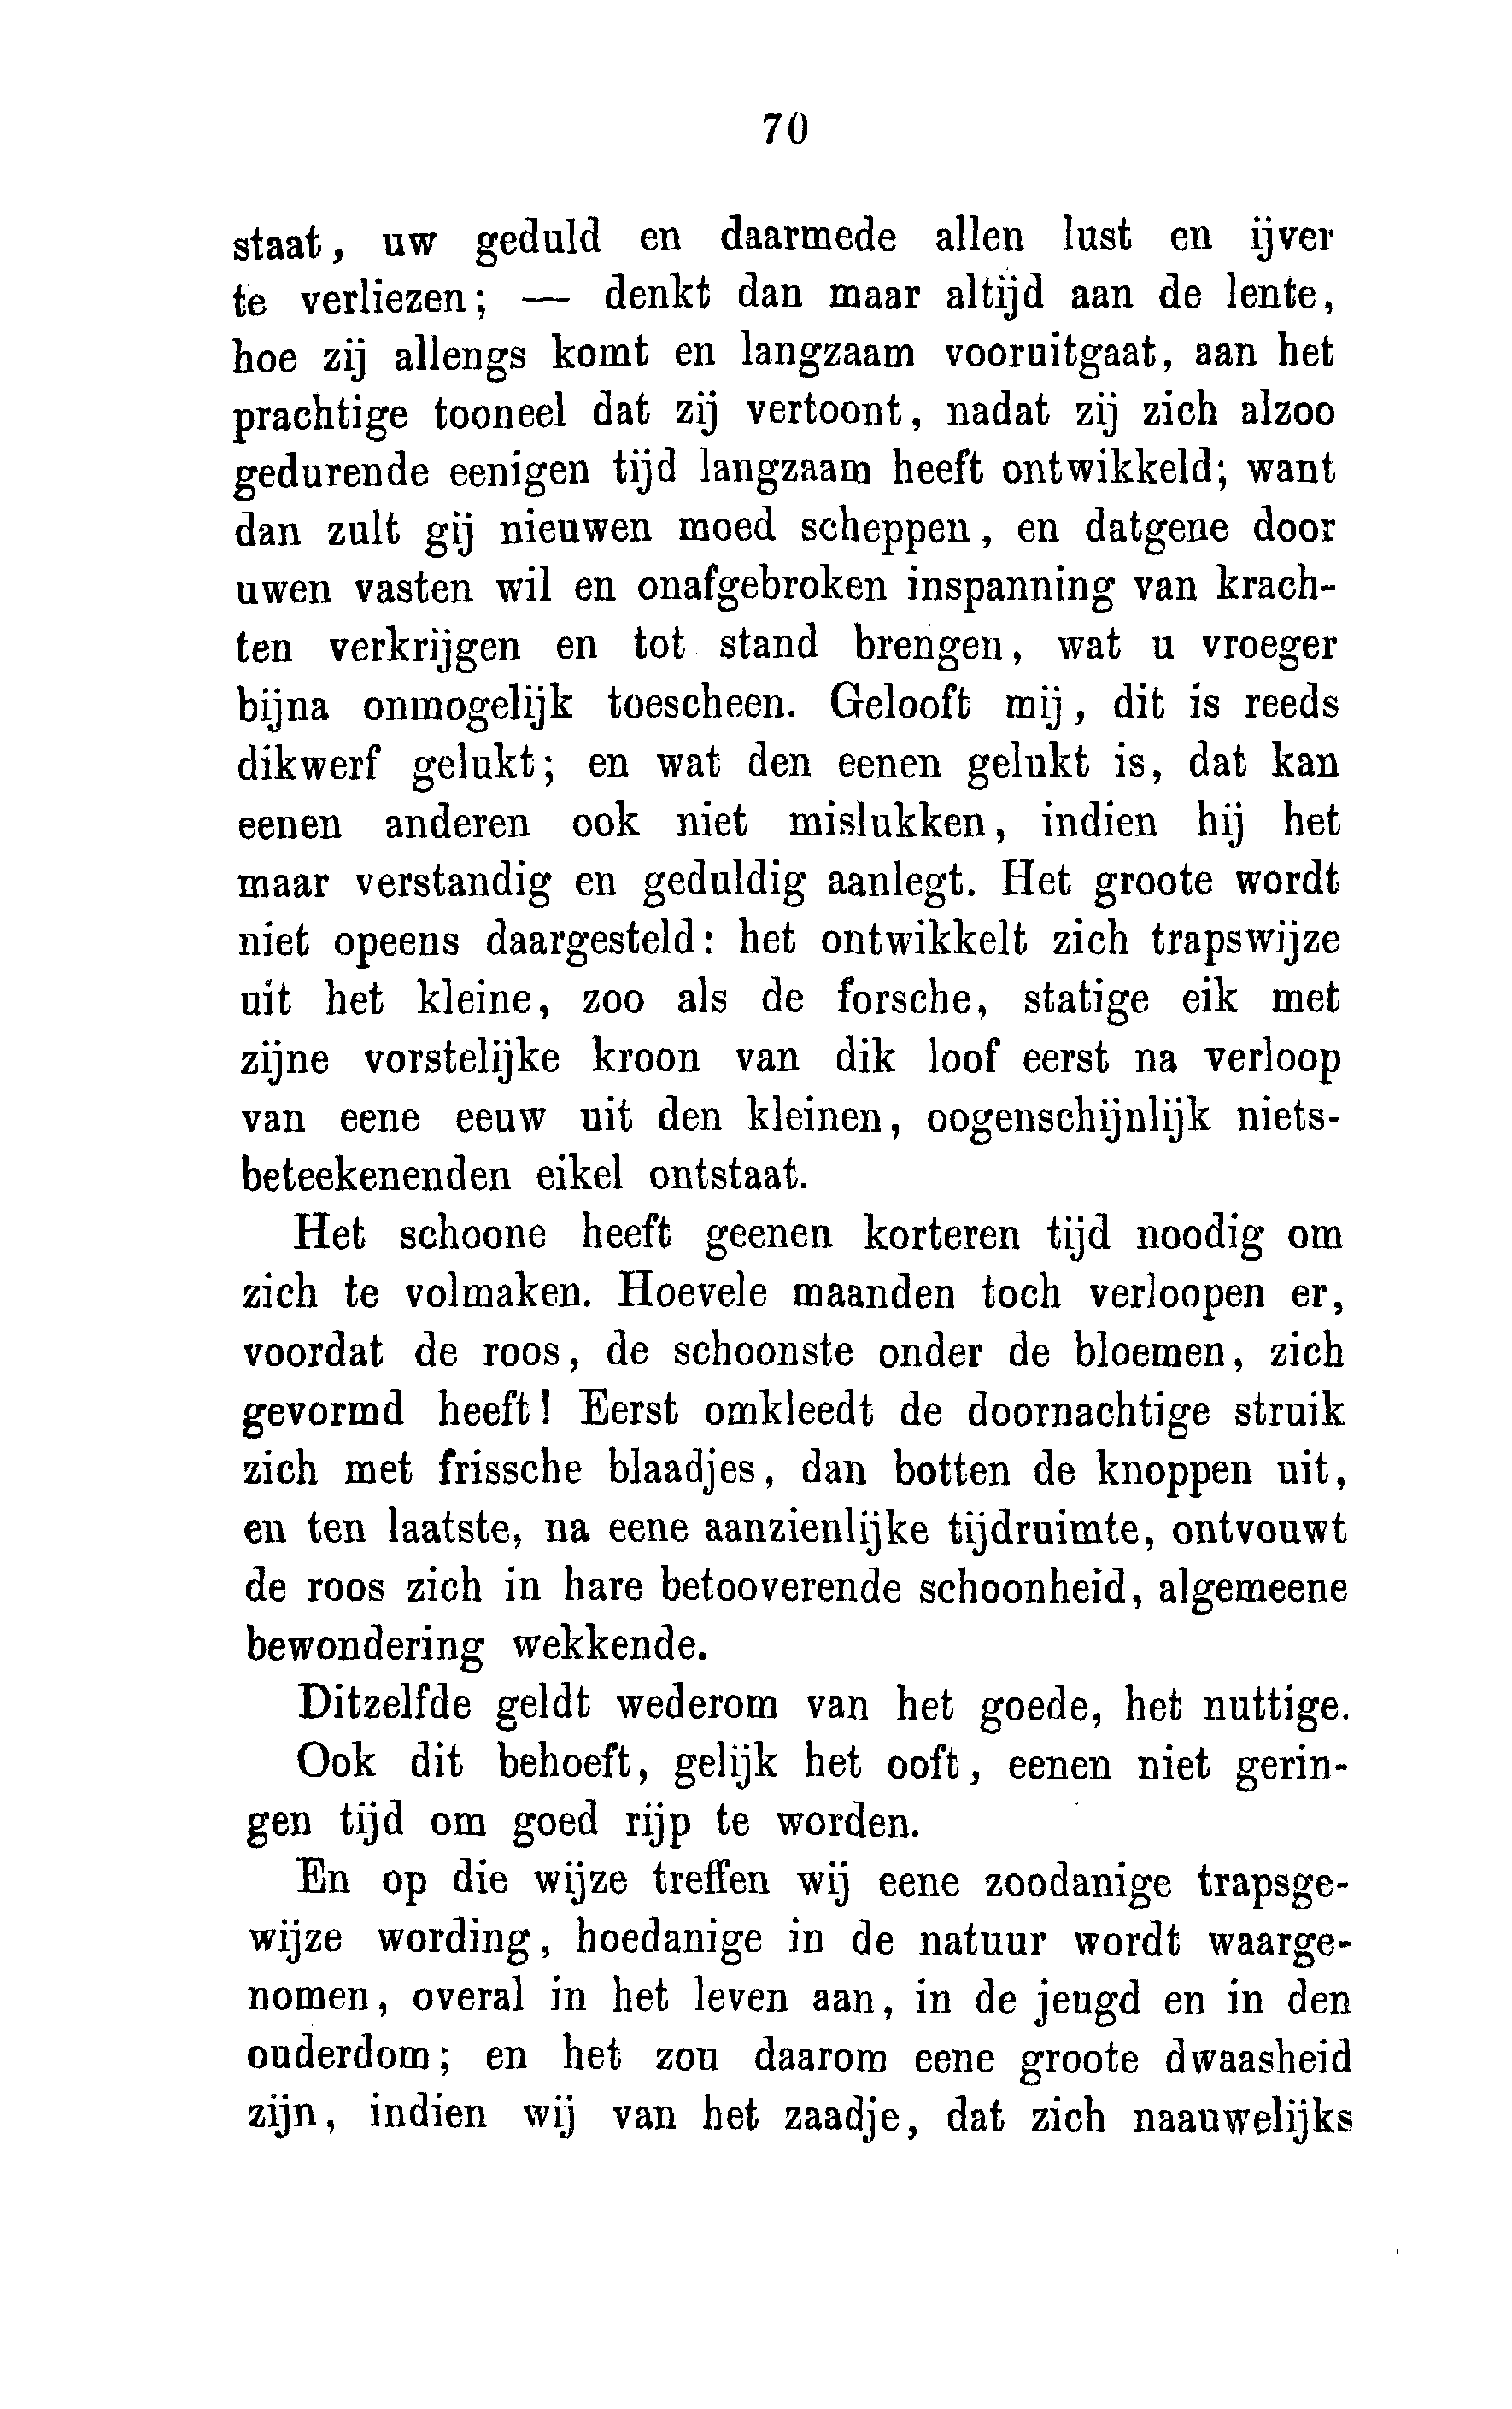 70
staat, uw geduld en daarmede allen lust en ijver
te verliezen; — denkt dan maar altijd aan de lente,
hoe zij allengs komt en langzaam vooruitgaat, aan het
prachtige tooneel dat zij vertoont, nadat zij zich alzoo
gedurende eenigen tijd langzaam heeft ontwikkeld; want
dan zult gij nieuwen moed scheppen, en datgene door
uwen vasten wil en onafgebroken inspanning van krach-
ten verkrijgen en tot stand brengen, wat u vroeger
bijna onmogelijk toescheen. Gelooft mij, dit is reeds
dikwerf gelukt; en wat den eenen gelukt is, dat kan
eenen anderen ook niet mislukken, indien hij het
maar verstandig en geduldig aanlegt. Het groote wordt
niet opeens daargesteld: het ontwikkelt zich trapswijze
uit het kleine, zoo als de forsche, statige eik met
zijne vorstelijke kroon van dik loof eerst na verloop
van eene eeuw uit den kleinen, oogenschijnlijk niets-
beteekenenden eikel ontstaat.
Het schoone heeft geenen korteren tijd noodig om
zich te volmaken. Hoevele maanden toch verloopen er,
voordat de roos, de schoonste onder de bloemen, zich
gevormd heeft! Eerst omkleedt de doornachtige struik
zich met frissche blaadjes, dan botten de knoppen uit,
en ten laatste, na eene aanzienlijke tijdruimte, ontvouwt
de roos zich in hare betooverende schoonheid, algemeene
bewondering wekkende.
Ditzelfde geldt wederom van het goede, het nuttige.
Ook dit behoeft, gelijk het ooft, eenen niet gerin-
gen tijd om goed rijp te worden.
En op die wijze treffen wij eene zoodanige trapsge-
wijze wording, hoedanige in de natuur wordt waarge-
nomen, overal in het leven aan, in de jeugd en in den
ouderdom; en het zou daarom eene groote dwaasheid
zijn, indien wij van het zaadje, dat zich naauwelijks